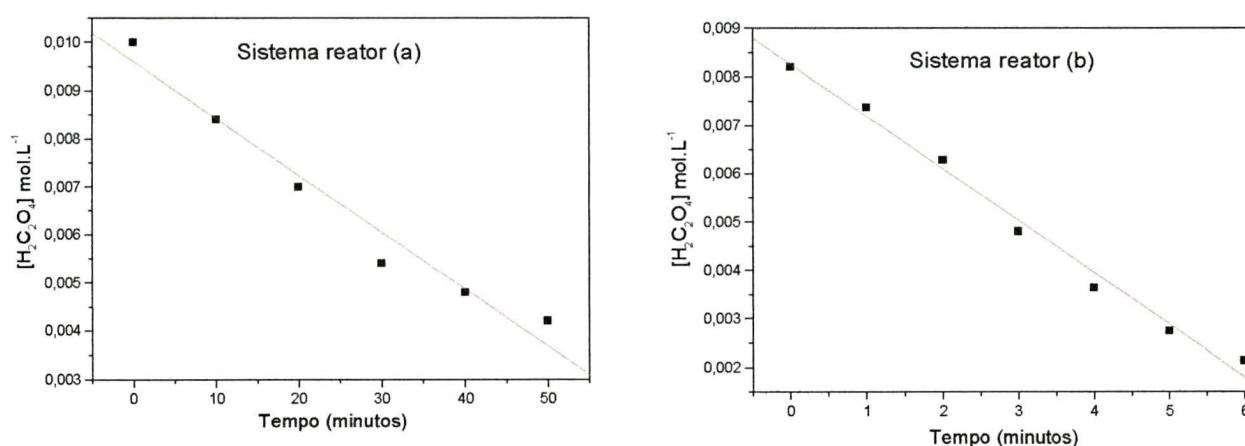 Sistema reator (a)
[H2C2O4] mol.L-1
0,010
0,009
0,008
0,007
0,006
0,005
0,004
0,003
0 10 20 30 40 50
Tempo (minutos)
Sistema reator (b)
[H2C2O4] mol.L-1
0,009
0,008
0,007
0,006
0,005
0,004
0,003
0,002
0 1 2 3 4 5 6
Tempo (minutos)